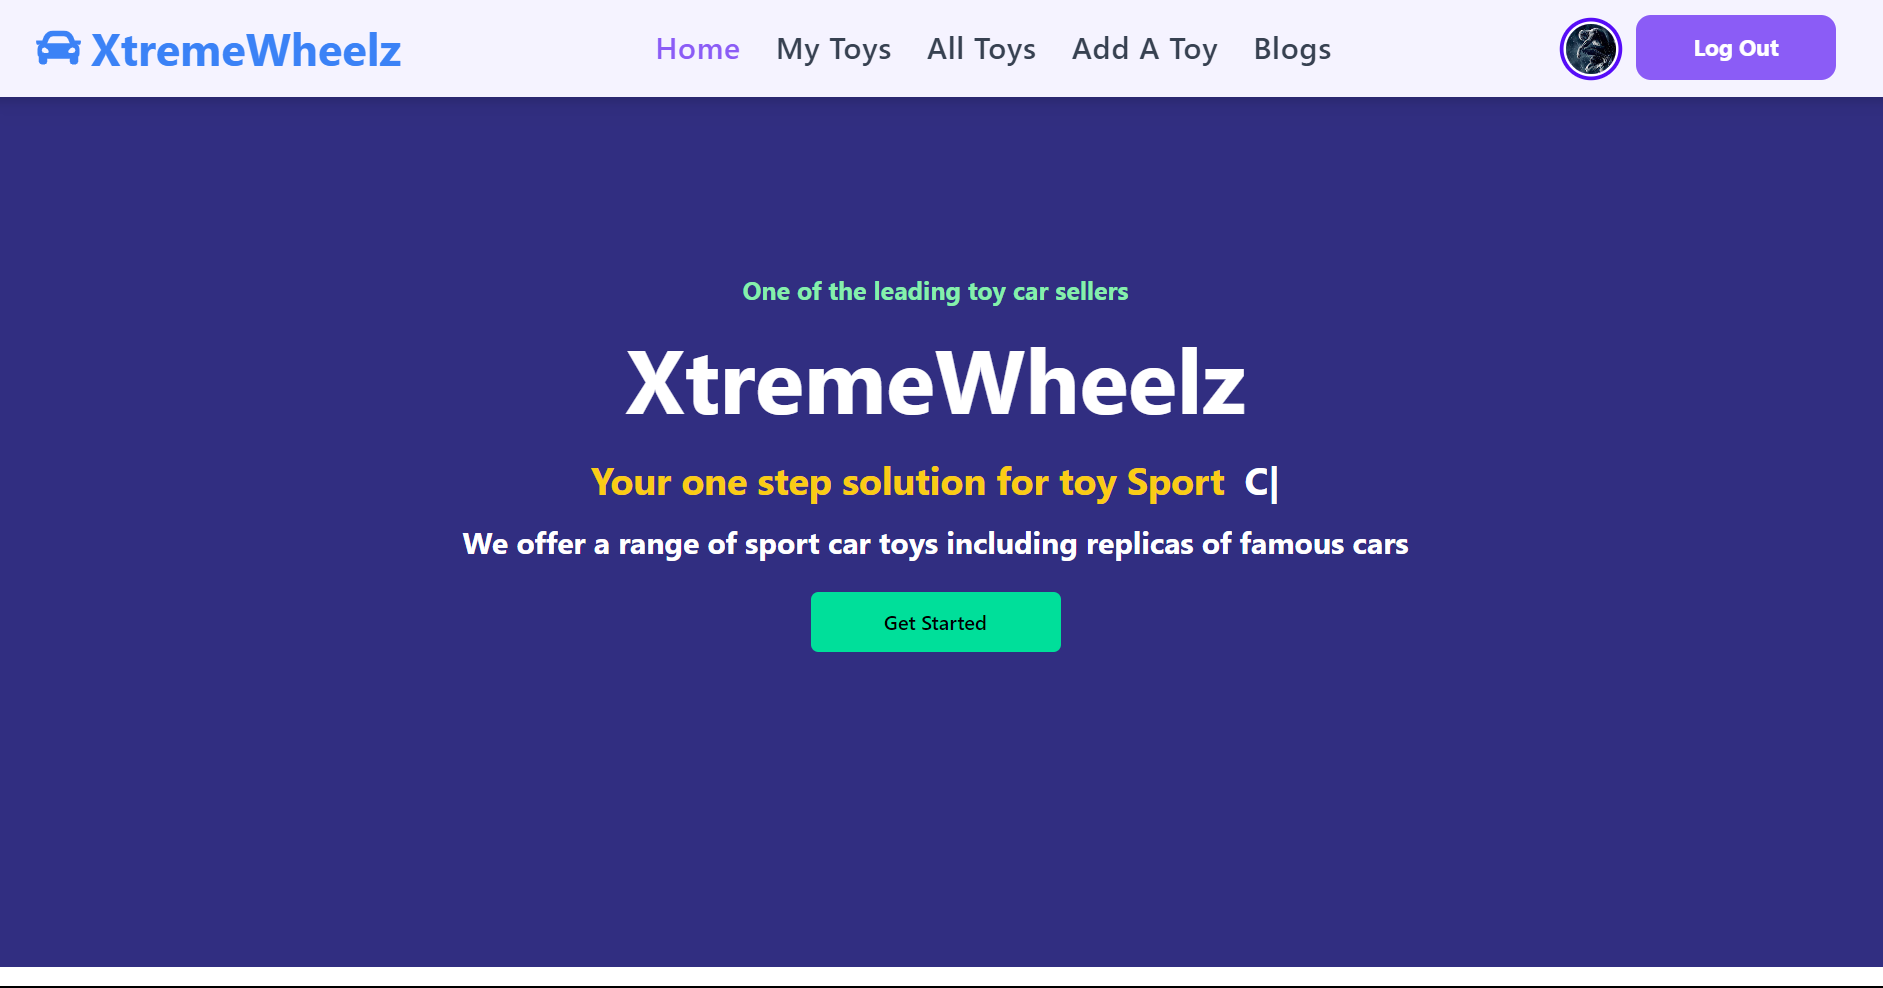 XtremeWheelz
Home My Toys All Toys Add A Toy Blogs
Log Out
One of the leading toy car sellers
XtremeWheelz
Your one step solution for toy Sport C|
We offer a range of sport car toys including replicas of famous cars
Get Started